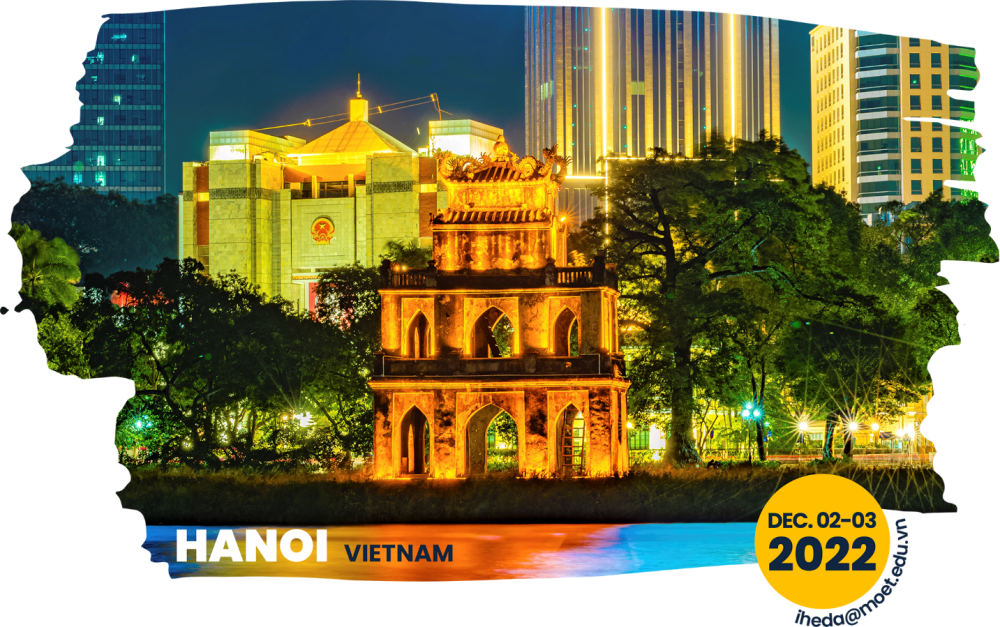 HANOI VIETNAM
DEC. 02-03
2022
iheda@moet.edu.vn